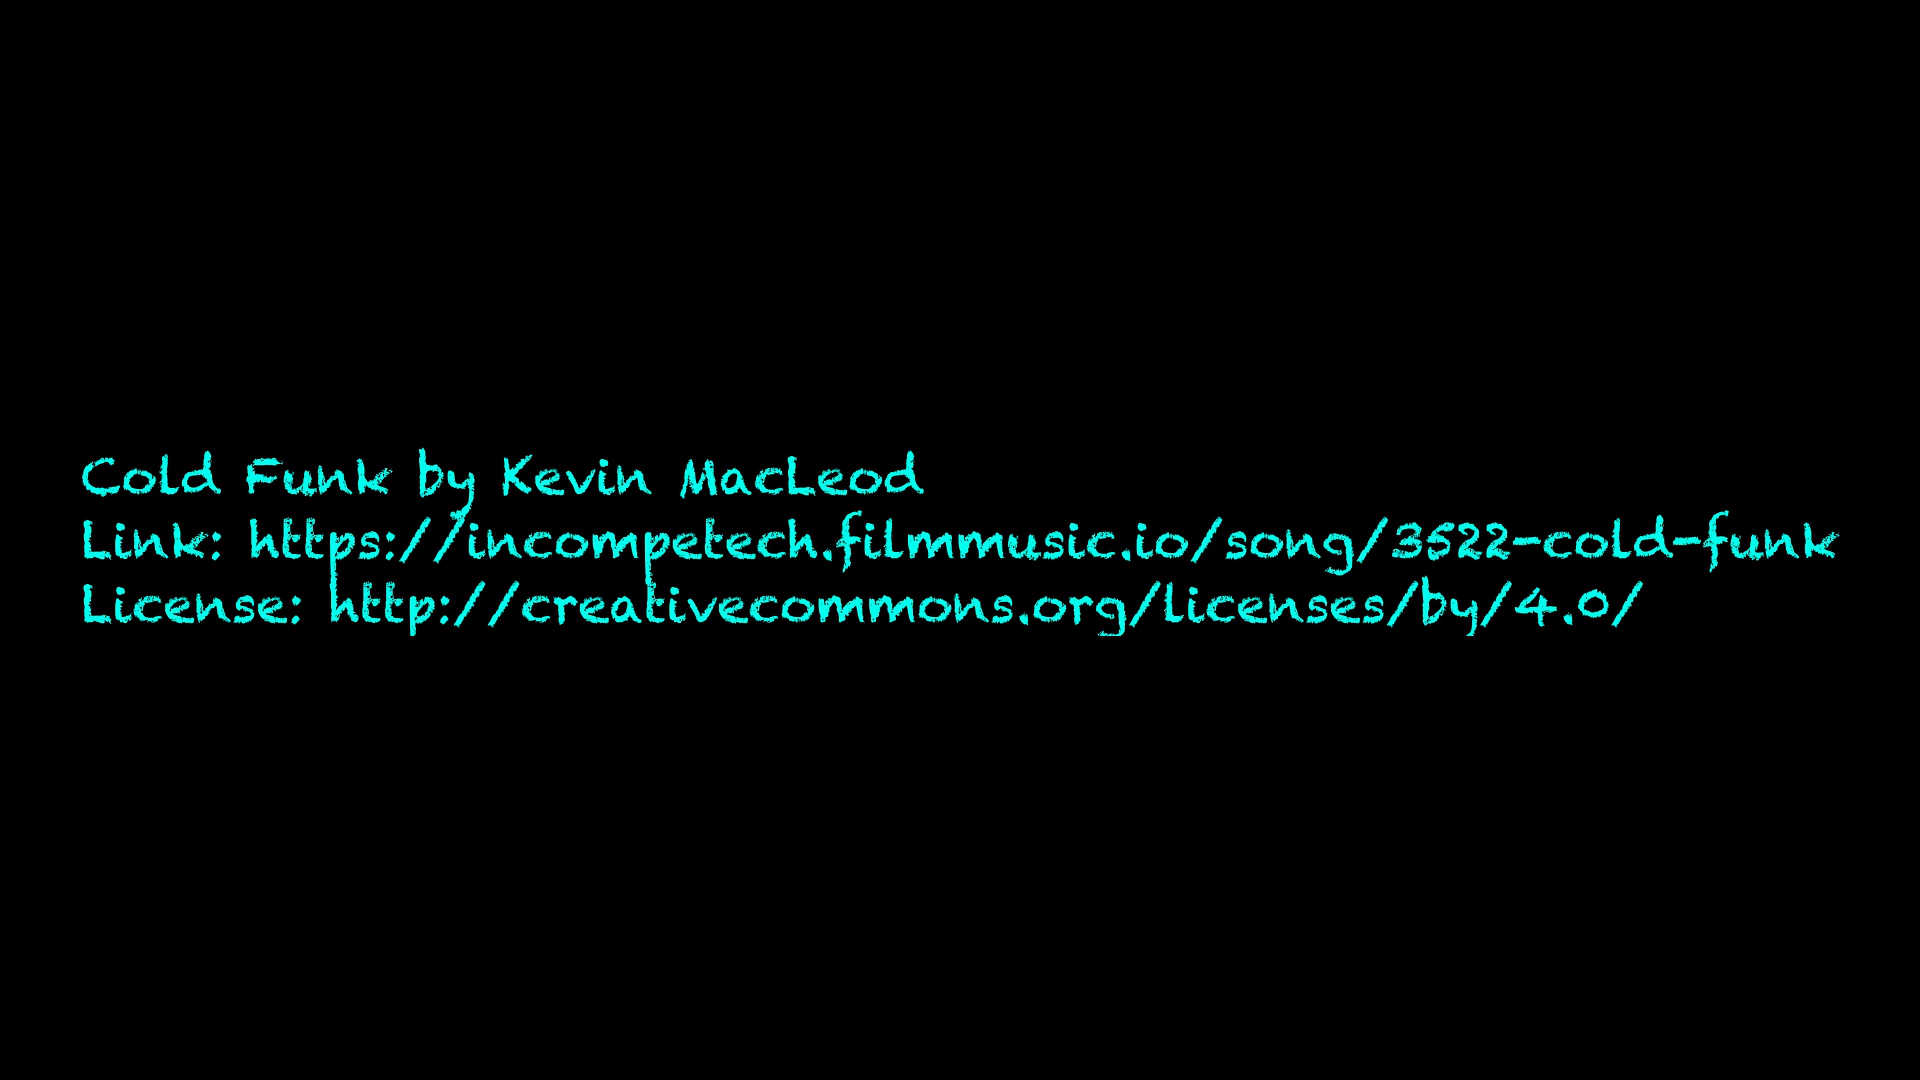 Cold Funk by Kevin MacLeod
Link: https://incompetech.filmmusic.io/song/3522-cold-funk
License: http://creativecommons.org/licenses/by/4.0/